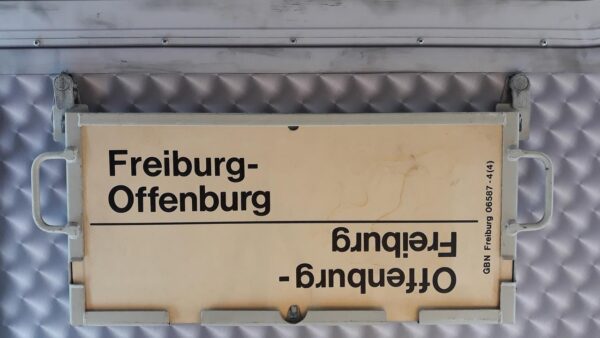 Freiburg-
Offenburg
Offenburg -
Freiburg
GBN Freiburg 06587 - 4(4)